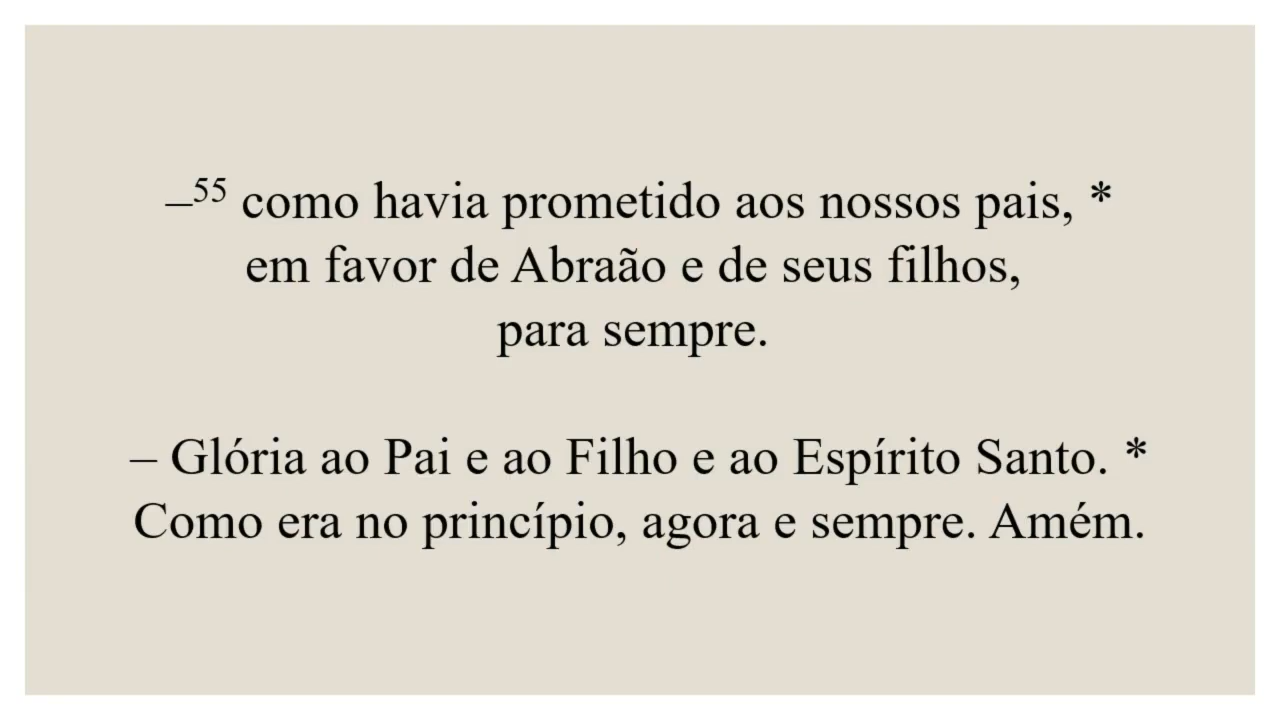 –⁵⁵ como havia prometido aos nossos pais, *
em favor de Abraão e de seus filhos,
para sempre.
– Glória ao Pai e ao Filho e ao Espírito Santo. *
Como era no princípio, agora e sempre. Amém.